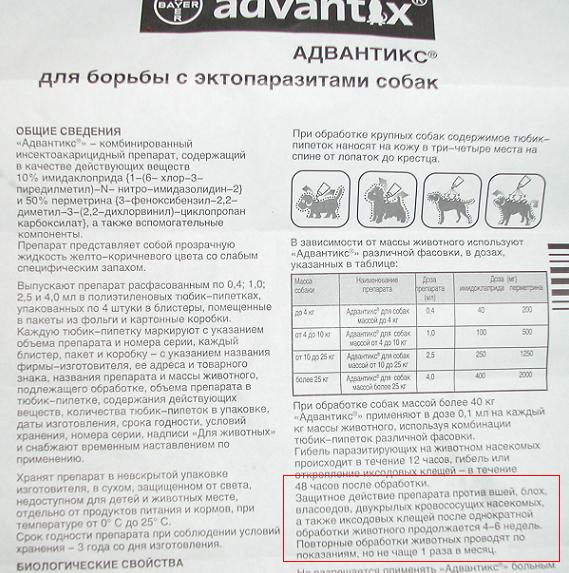 BAYER
advantix®
АДВАНТИКС®
для борьбы с эктопаразитами собак
ОБЩИЕ СВЕДЕНИЯ
«Адвантикс®» – комбинированный
инсектоакарицидный препарат, содержащий
в качестве действующих веществ
10% имидаклоприда {1–(6– хлор–3–
пиредилметил)–N– нитро–имидазолидин–2}
и 50% перметрина {3–феноксибензил–2,2–
диметил–3–(2,2–дихлорвинил)–циклопропан
карбоксилат}, а также вспомогательные
компоненты.
Препарат представляет собой прозрачную
жидкость желто–коричневого цвета со слабым
специфическим запахом.
Выпускают препарат расфасованным по 0,4; 1,0;
2,5 и 4,0 мл в полиэтиленовых тюбик–пипетках,
упакованных по 4 штуки в блистеры, помещенные
в пакеты из фольги и картонные коробки.
Каждую тюбик–пипетку маркируют с указанием
объема препарата и номера серии, каждый
блистер, пакет и коробку – с указанием названия
фирмы–изготовителя, ее адреса и товарного
знака, названия препарата и массы животного,
подлежащего обработке, объема препарата в
тюбик–пипетке, содержания действующих
веществ, количества тюбик–пипеток в упаковке,
даты изготовления, срока годности, условий
хранения, номера серии, надписи «Для животных»
и снабжают временным наставлением по
применению.
Хранят препарат в невскрытой упаковке
изготовителя, в сухом, защищенном от света,
недоступном для детей и животных месте,
отдельно от продуктов питания и кормов, при
температуре от 0° С до 25° С.
Срок годности препарата при соблюдении условий
хранения – 3 года со дня изготовления.
БИОЛОГИЧЕСКИЕ СВОЙСТВА
При обработке крупных собак содержимое тюбик–
пипеток наносят на кожу в три–четыре места на
спине от лопаток до крестца.
В зависимости от массы животного используют
«Адвантикс®» различной фасовки, в дозах,
указанных в таблице:
Масса собаки Наименование препарата Доза препарата (мл) Доза (мг) имидаклоприда перметрина
до 4 кг Адвантикс® для собак массой до 4 кг 0,4 40 200
от 4 до 10 кг Адвантикс® для собак массой от 4 до 10 кг 1,0 100 500
от 10 до 25 кг Адвантикс® для собак массой от 10 до 25 кг 2,5 250 1250
более 25 кг Адвантикс® для собак массой более 25 кг 4,0 400 2000
При обработке собак массой более 40 кг
«Адвантикс®» применяют в дозе 0,1 мл на каждый
кг массы животного, используя комбинации
тюбик–пипеток различной фасовки.
Гибель паразитирующих на животном насекомых
происходит в течение 12 часов, гибель или
открепление иксодовых клещей – в течение
48 часов после обработки.
Защитное действие препарата против вшей, блох,
власоедов, двукрылых кровососущих насекомых,
а также иксодовых клещей после однократной
обработки животного продолжается 4–6 недель.
Повторные обработки животных проводят по
показаниям, но не чаще 1 раза в месяц.
Не разрешается применять «Адвантикс®» больным